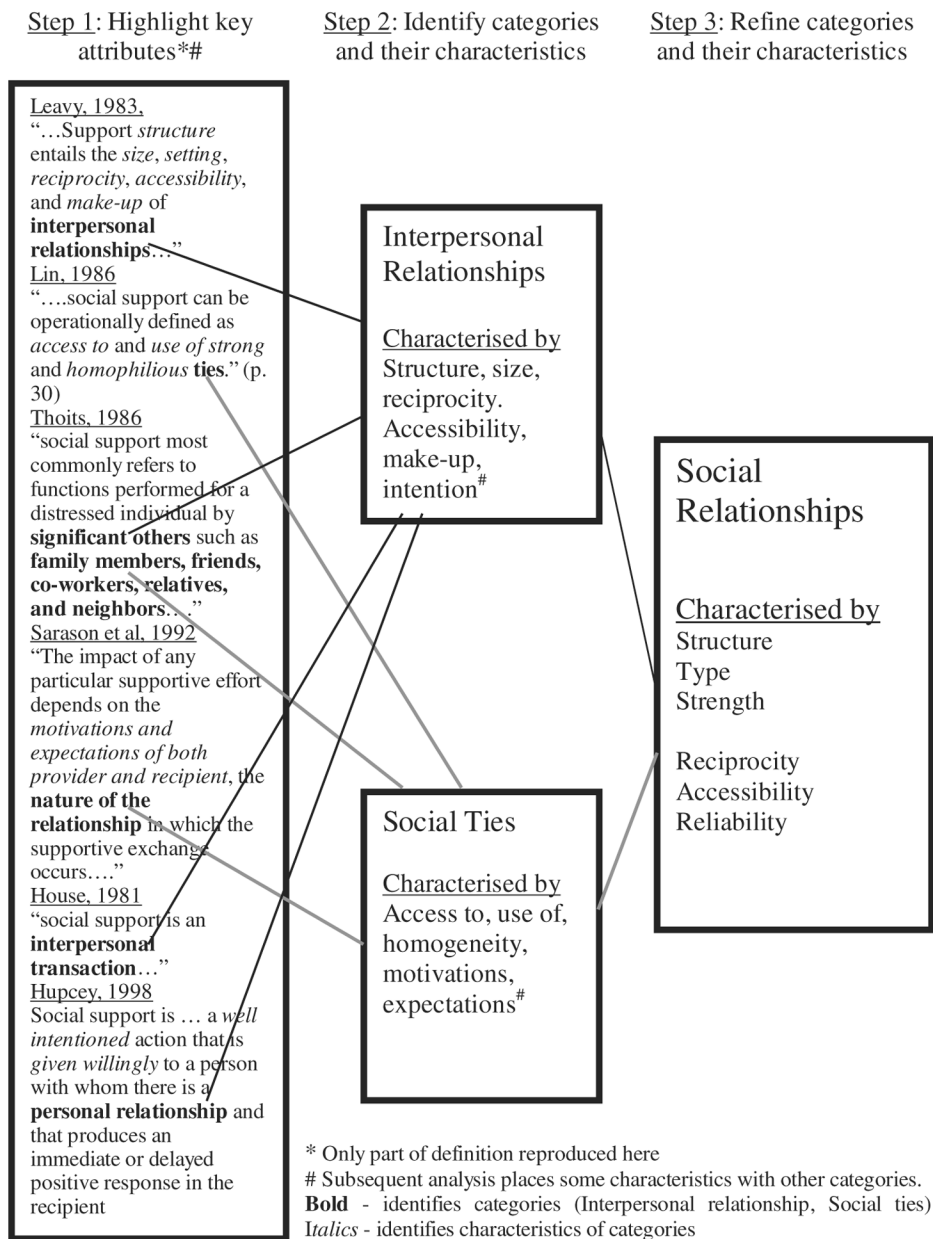 Step 1: Highlight key
attributes*#
Step 2: Identify categories
and their characteristics
Step 3: Refine categories
and their characteristics
Leavy, 1983,
“…Support structure
entails the size, setting,
reciprocity, accessibility,
and make-up of
interpersonal
relationships…”
Lin, 1986
“….social support can be
operationally defined as
access to and use of strong
and homophilious ties.” (p.
30)
Thoits, 1986
“social support most
commonly refers to
functions performed for a
distressed individual by
significant others such as
family members, friends,
co-workers, relatives,
and neighbors….”
Sarason et al, 1992
“The impact of any
particular supportive effort
depends on the
motivations and
expectations of both
provider and recipient, the
nature of the
relationship in which the
supportive exchange
occurs….”
House, 1981
“social support is an
interpersonal
transaction…”
Hupcey, 1998
Social support is … a well
intentioned action that is
given willingly to a person
with whom there is a
personal relationship and
that produces an
immediate or delayed
positive response in the
recipient
Interpersonal
Relationships
Characterised by
Structure, size,
reciprocity.
Accessibility,
make-up,
intention#
Social Ties
Characterised by
Access to, use of,
homogeneity,
motivations,
expectations#
Social
Relationships
Characterised by
Structure
Type
Strength
Reciprocity
Accessibility
Reliability
* Only part of definition reproduced here
# Subsequent analysis places some characteristics with other categories.
Bold - identifies categories (Interpersonal relationship, Social ties)
Italics - identifies characteristics of categories